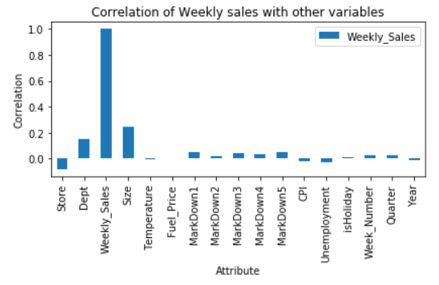 Correlation of Weekly sales with other variables
Weekly_Sales
Correlation
1.0
0.8
0.6
0.4
0.2
0.0
Store
Dept
Weekly_Sales
Size
Temperature
Fuel_Price
MarkDown1
MarkDown2
MarkDown3
MarkDown4
MarkDown5
CPI
Unemployment
isHoliday
Week_Number
Quarter
Year
Attribute